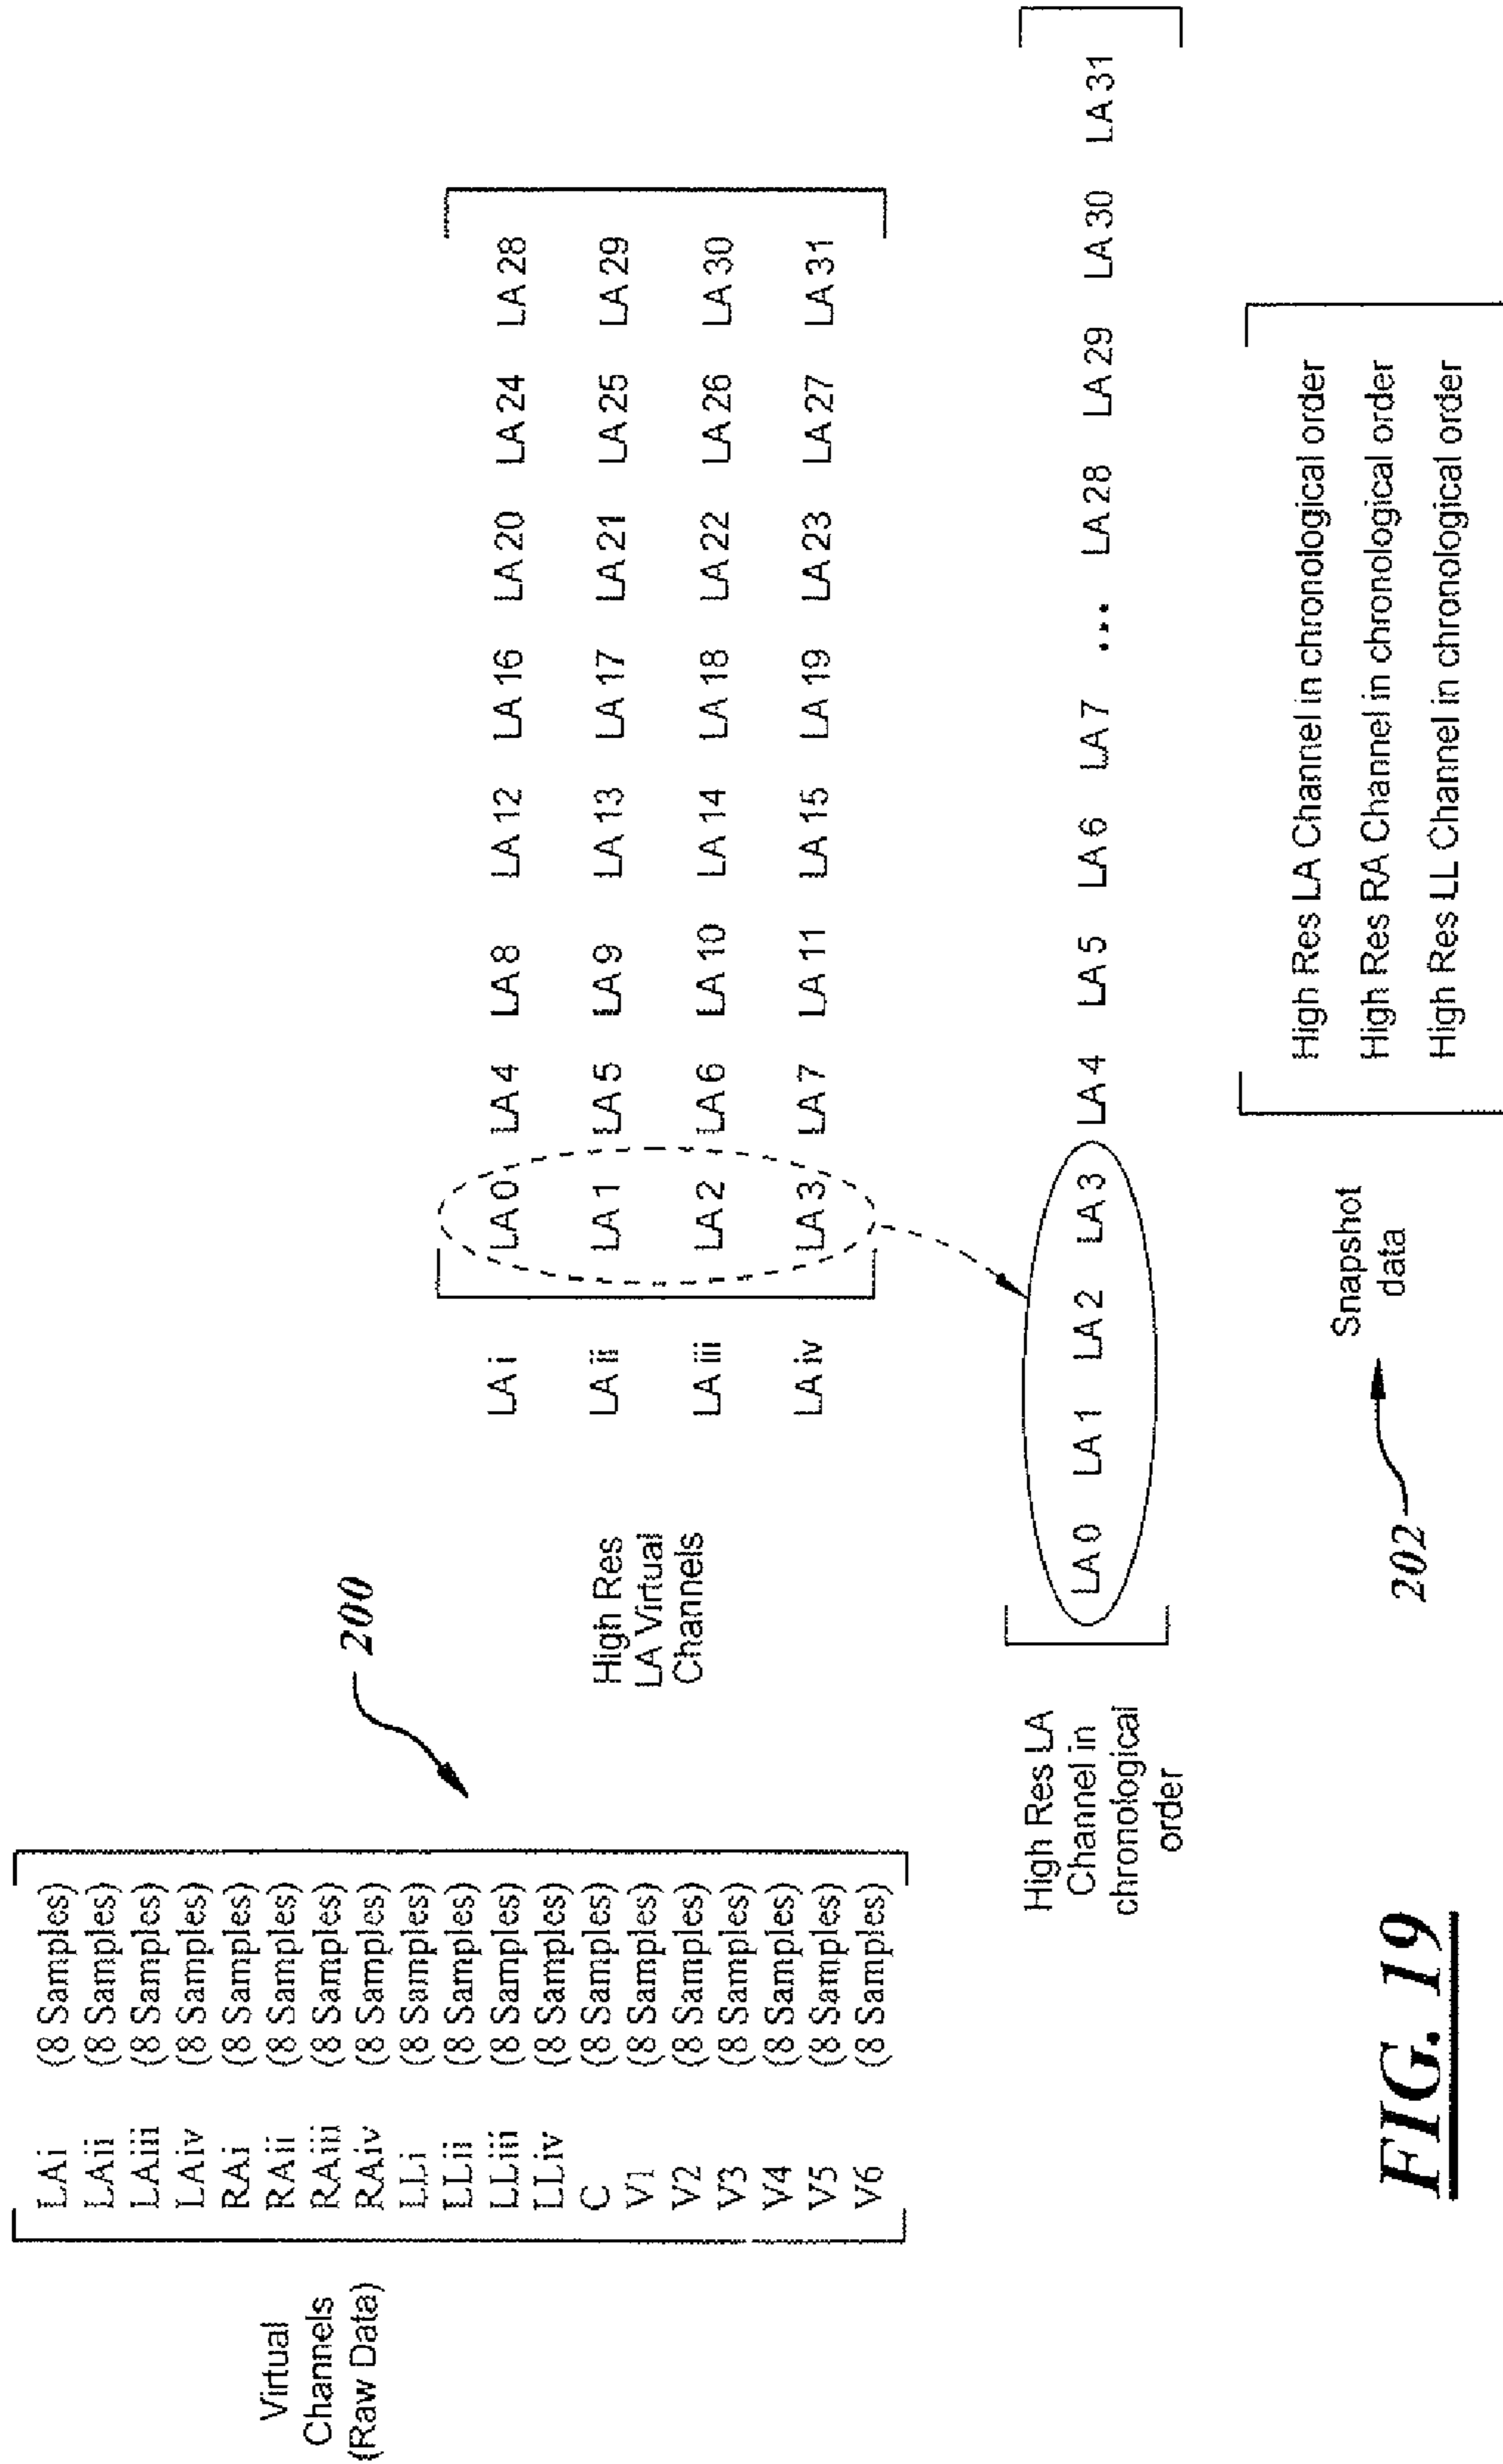 Virtual
Channels
(Raw Data)
LAi (8 Samples)
LAii (8 Samples)
LAiii (8 Samples)
LAiv (8 Samples)
RAi (8 Samples)
RAii (8 Samples)
RAiii (8 Samples)
RAiv (8 Samples)
LLi (8 Samples)
LLii (8 Samples)
LLiii (8 Samples)
LLiv (8 Samples)
C (8 Samples)
V1 (8 Samples)
V2 (8 Samples)
V3 (8 Samples)
V4 (8 Samples)
V5 (8 Samples)
V6 (8 Samples)
200
High Res
LA Virtual
Channels
LA i LA 0 LA 4 LA 8 LA 12 LA 16 LA 20 LA 24 LA 28
LA ii LA 1 LA 5 LA 9 LA 13 LA 17 LA 21 LA 25 LA 29
LA iii LA 2 LA 6 LA 10 LA 14 LA 18 LA 22 LA 26 LA 30
LA iv LA 3 LA 7 LA 11 LA 15 LA 19 LA 23 LA 27 LA 31
High Res LA
Channel in
chronological
order
LA 0 LA 1 LA 2 LA 3 LA 4 LA 5 LA 6 LA 7 ... LA 28 LA 29 LA 30 LA 31
202
Snapshot
data
High Res LA Channel in chronological order
High Res RA Channel in chronological order
High Res LL Channel in chronological order
FIG. 19